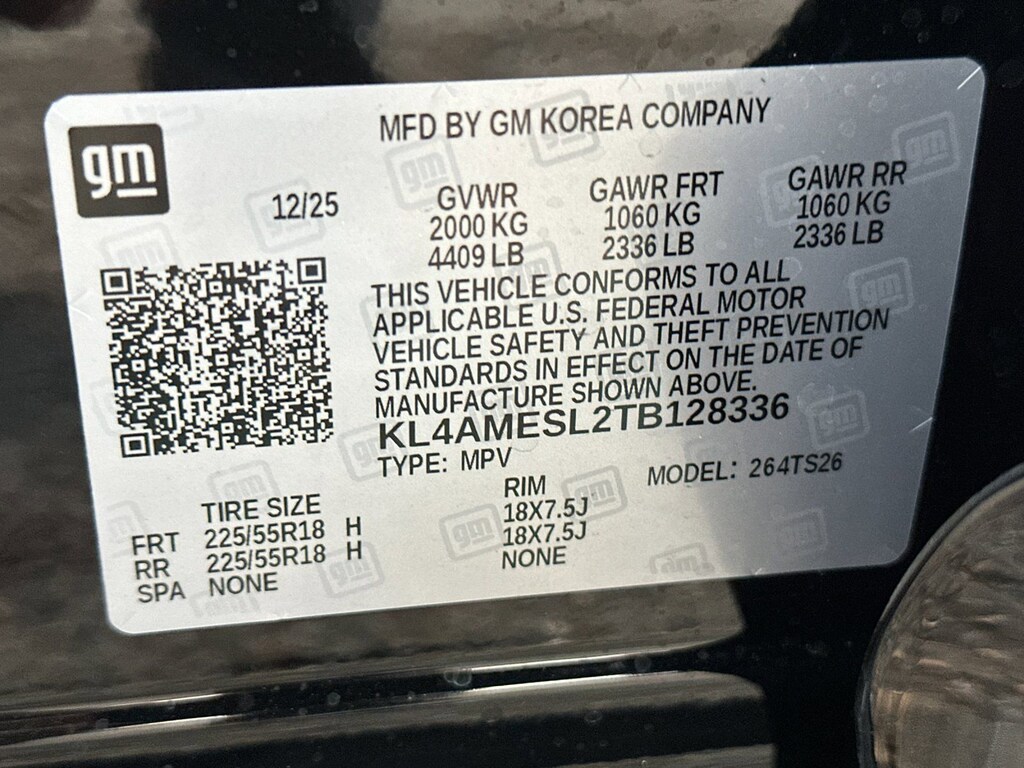 gm
MFD BY GM KOREA COMPANY
12/25
GVWR GAWR FRT GAWR RR
2000 KG 1060 KG 1060 KG
4409 LB 2336 LB 2336 LB
THIS VEHICLE CONFORMS TO ALL
APPLICABLE U.S. FEDERAL MOTOR
VEHICLE SAFETY AND THEFT PREVENTION
STANDARDS IN EFFECT ON THE DATE OF
MANUFACTURE SHOWN ABOVE.
KL4AMESL2TB128336
TYPE: MPV MODEL: 264TS26
TIRE SIZE RIM
FRT 225/55R18 H 18X7.5J
RR 225/55R18 H 18X7.5J
SPA NONE NONE